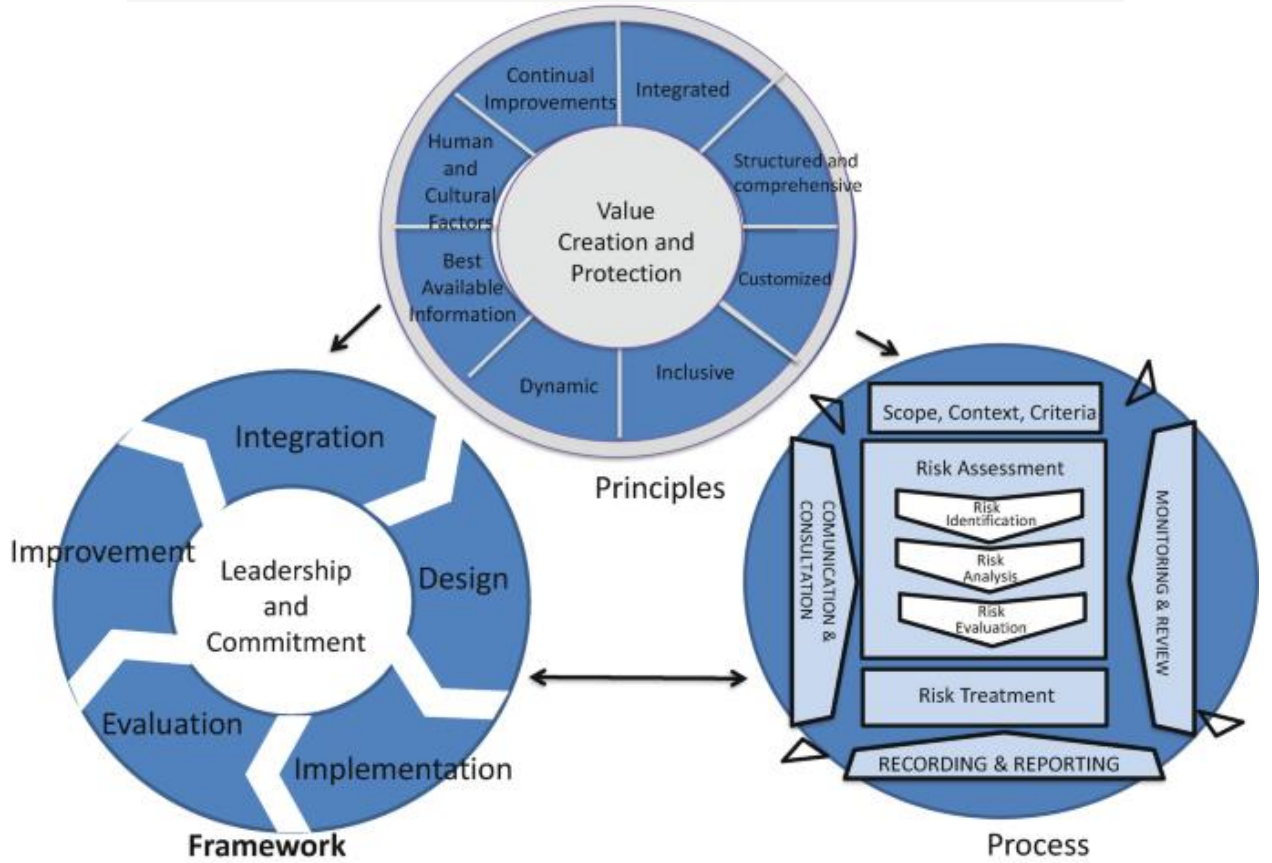 Continual
Improvements
Integrated
Structured and
comprehensive
Customized
Inclusive
Dynamic
Best
Available
Information
Human
and
Cultural
Factors
Value
Creation and
Protection
Principles
Integration
Design
Implementation
Evaluation
Improvement
Leadership
and
Commitment
Framework
Scope, Context, Criteria
Risk Assessment
Risk
Identification
Risk
Analysis
Risk
Evaluation
Risk Treatment
COMUNICATION &
CONSULTATION
MONITORING & REVIEW
RECORDING & REPORTING
Process